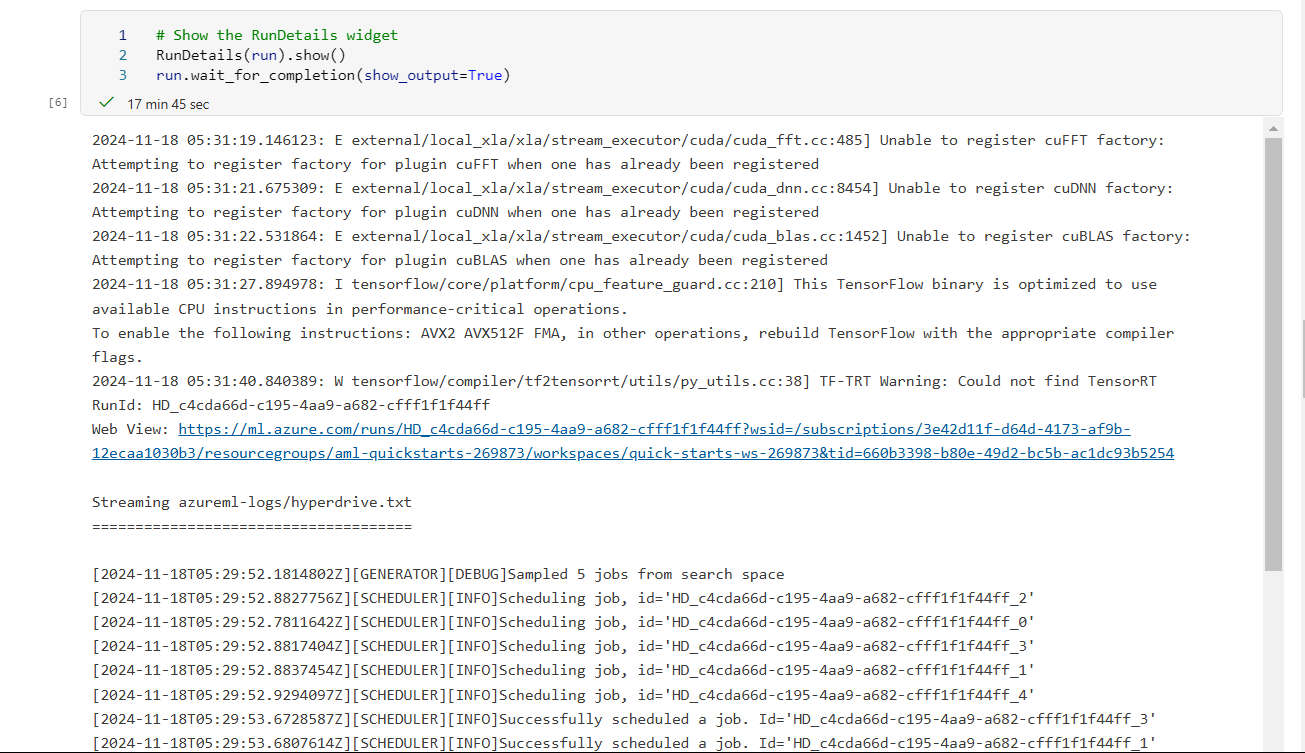 1 # Show the RunDetails widget
2 RunDetails(run).show()
3 run.wait_for_completion(show_output=True)
[6] 17 min 45 sec
2024-11-18 05:31:19.146123: E external/local_xla/xla/stream_executor/cuda/cuda_fft.cc:485] Unable to register cuFFT factory:
Attempting to register factory for plugin cuFFT when one has already been registered
2024-11-18 05:31:21.675309: E external/local_xla/xla/stream_executor/cuda/cuda_dnn.cc:8454] Unable to register cuDNN factory:
Attempting to register factory for plugin cuDNN when one has already been registered
2024-11-18 05:31:22.531864: E external/local_xla/xla/stream_executor/cuda/cuda_blas.cc:1452] Unable to register cuBLAS factory:
Attempting to register factory for plugin cuBLAS when one has already been registered
2024-11-18 05:31:27.894978: I tensorflow/core/platform/cpu_feature_guard.cc:210] This TensorFlow binary is optimized to use
available CPU instructions in performance-critical operations.
To enable the following instructions: AVX2 AVX512F FMA, in other operations, rebuild TensorFlow with the appropriate compiler
flags.
2024-11-18 05:31:40.840389: W tensorflow/compiler/tf2tensorrt/utils/py_utils.cc:38] TF-TRT Warning: Could not find TensorRT
RunId: HD_c4cda66d-c195-4aa9-a682-cfff1f1f44ff
Web View: https://ml.azure.com/runs/HD_c4cda66d-c195-4aa9-a682-cfff1f1f44ff?wsid=/subscriptions/3e42d11f-d64d-4173-af9b-
12ecaa1030b3/resourcegroups/aml-quickstarts-269873/workspaces/quick-starts-ws-269873&tid=660b3398-b80e-49d2-bc5b-ac1dc93b5254
Streaming azureml-logs/hyperdrive.txt
=====================================
[2024-11-18T05:29:52.1814802Z][GENERATOR][DEBUG]Sampled 5 jobs from search space
[2024-11-18T05:29:52.8827756Z][SCHEDULER][INFO]Scheduling job, id='HD_c4cda66d-c195-4aa9-a682-cfff1f1f44ff_2'
[2024-11-18T05:29:52.7811642Z][SCHEDULER][INFO]Scheduling job, id='HD_c4cda66d-c195-4aa9-a682-cfff1f1f44ff_0'
[2024-11-18T05:29:52.8817404Z][SCHEDULER][INFO]Scheduling job, id='HD_c4cda66d-c195-4aa9-a682-cfff1f1f44ff_3'
[2024-11-18T05:29:52.8837454Z][SCHEDULER][INFO]Scheduling job, id='HD_c4cda66d-c195-4aa9-a682-cfff1f1f44ff_1'
[2024-11-18T05:29:52.9294097Z][SCHEDULER][INFO]Scheduling job, id='HD_c4cda66d-c195-4aa9-a682-cfff1f1f44ff_4'
[2024-11-18T05:29:53.6728587Z][SCHEDULER][INFO]Successfully scheduled a job. Id='HD_c4cda66d-c195-4aa9-a682-cfff1f1f44ff_3'
[2024-11-18T05:29:53.6807614Z][SCHEDULER][INFO]Successfully scheduled a job. Id='HD_c4cda66d-c195-4aa9-a682-cfff1f1f44ff_1'